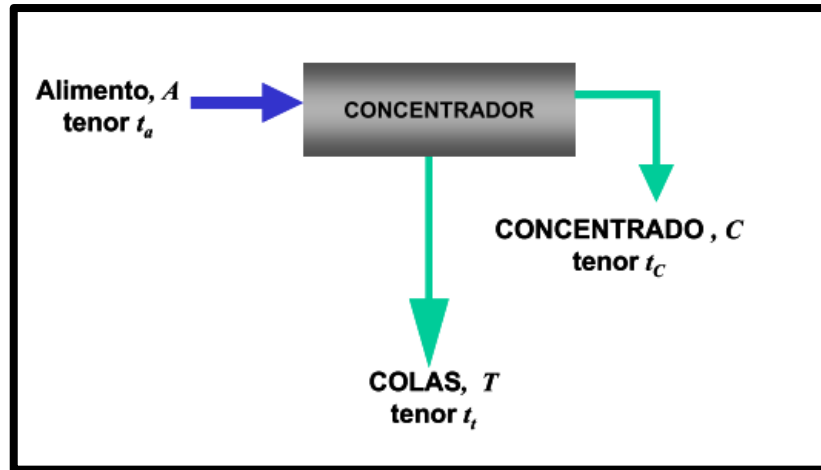 Alimento, A
tenor ta
CONCENTRADOR
CONCENTRADO , C
tenor tC
COLAS, T
tenor tt